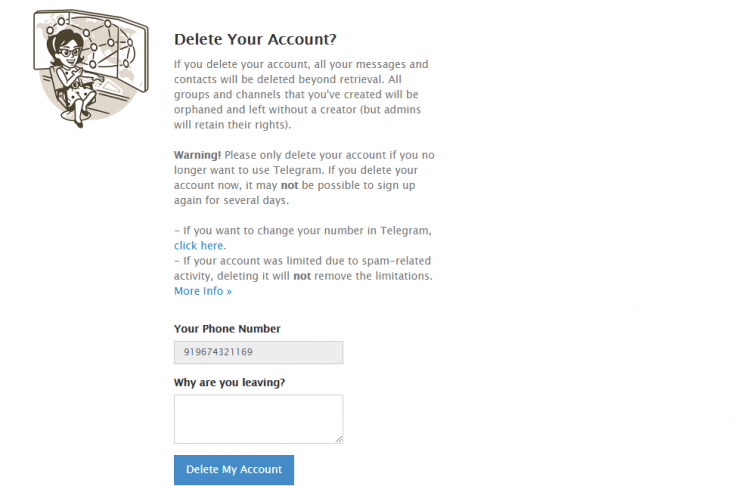 Delete Your Account?
If you delete your account, all your messages and
contacts will be deleted beyond retrieval. All
groups and channels that you've created will be
orphaned and left without a creator (but admins
will retain their rights).
Warning! Please only delete your account if you no
longer want to use Telegram. If you delete your
account now, it may not be possible to sign up
again for several days.
– If you want to change your number in Telegram,
click here.
– If your account was limited due to spam-related
activity, deleting it will not remove the limitations.
More Info »
Your Phone Number
919674321169
Why are you leaving?
Delete My Account